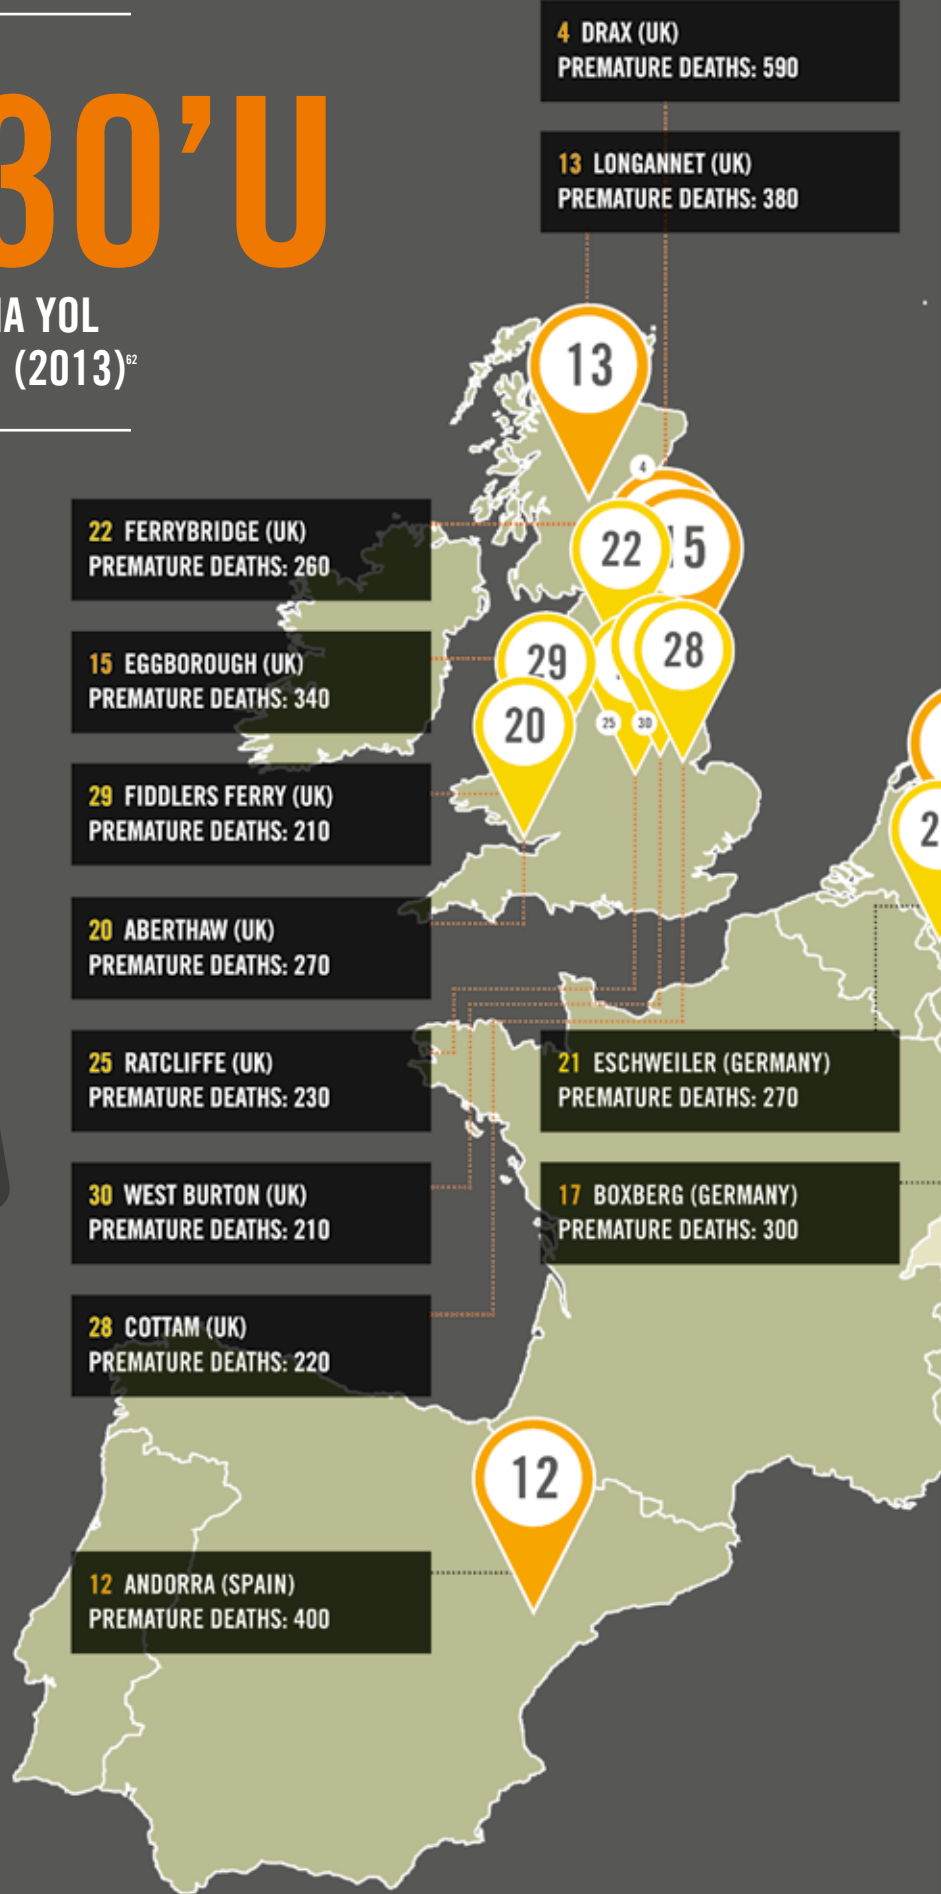 4 DRAX (UK)
PREMATURE DEATHS: 590
13 LONGANNET (UK)
PREMATURE DEATHS: 380
30'U
YOL
(2013)62
13
4
22
15
29
28
20
25
30
22 FERRYBRIDGE (UK)
PREMATURE DEATHS: 260
15 EGGBOROUGH (UK)
PREMATURE DEATHS: 340
29 FIDDLERS FERRY (UK)
PREMATURE DEATHS: 210
20 ABERTHAW (UK)
PREMATURE DEATHS: 270
25 RATCLIFFE (UK)
PREMATURE DEATHS: 230
21 ESCHWEILER (GERMANY)
PREMATURE DEATHS: 270
30 WEST BURTON (UK)
PREMATURE DEATHS: 210
17 BOXBERG (GERMANY)
PREMATURE DEATHS: 300
28 COTTAM (UK)
PREMATURE DEATHS: 220
12
12 ANDORRA (SPAIN)
PREMATURE DEATHS: 400